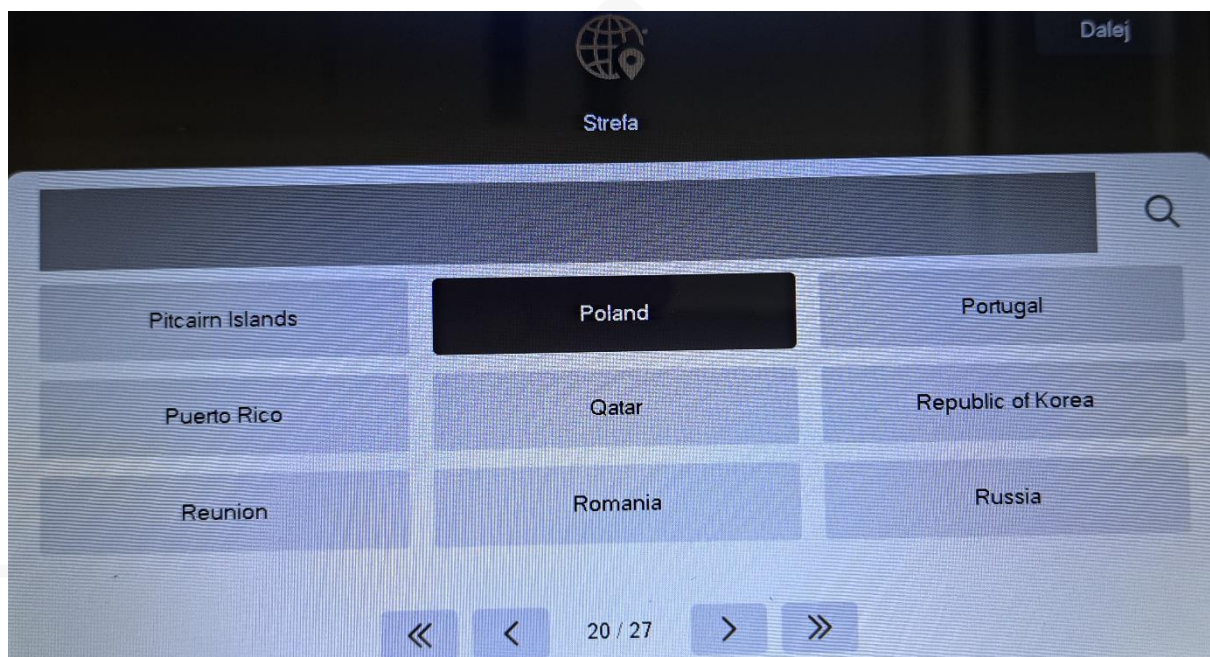 Dalej
Strefa
Pitcairn Islands
Poland
Portugal
Puerto Rico
Qatar
Republic of Korea
Reunion
Romania
Russia
20 / 27